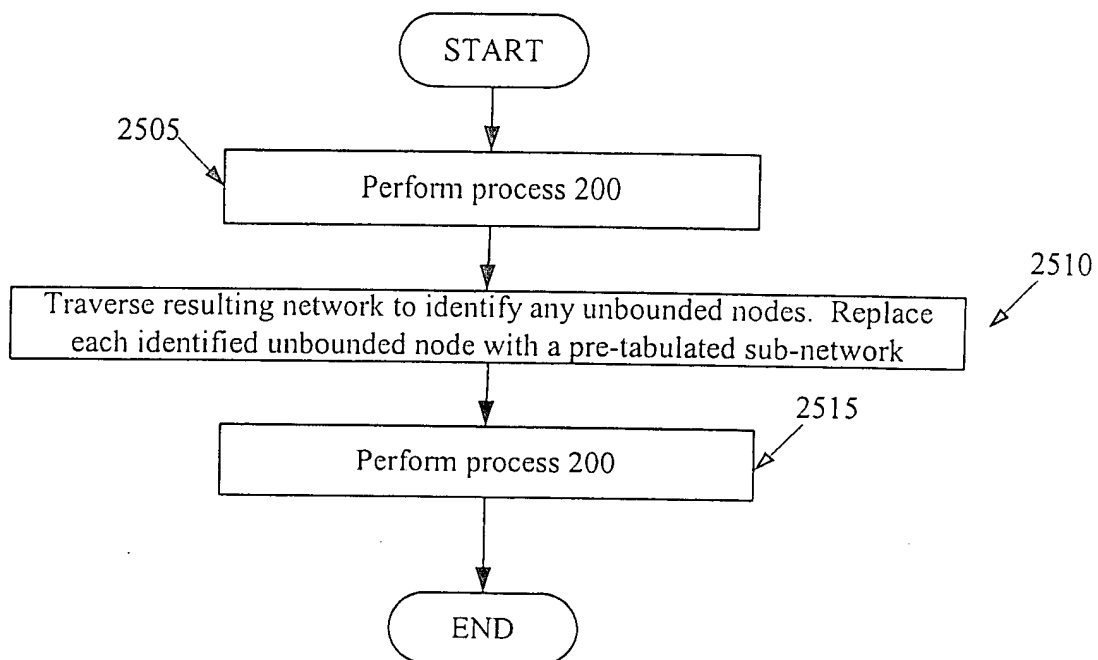 START
2505
Perform process 200
2510
Traverse resulting network to identify any unbounded nodes. Replace
each identified unbounded node with a pre-tabulated sub-network
2515
Perform process 200
END